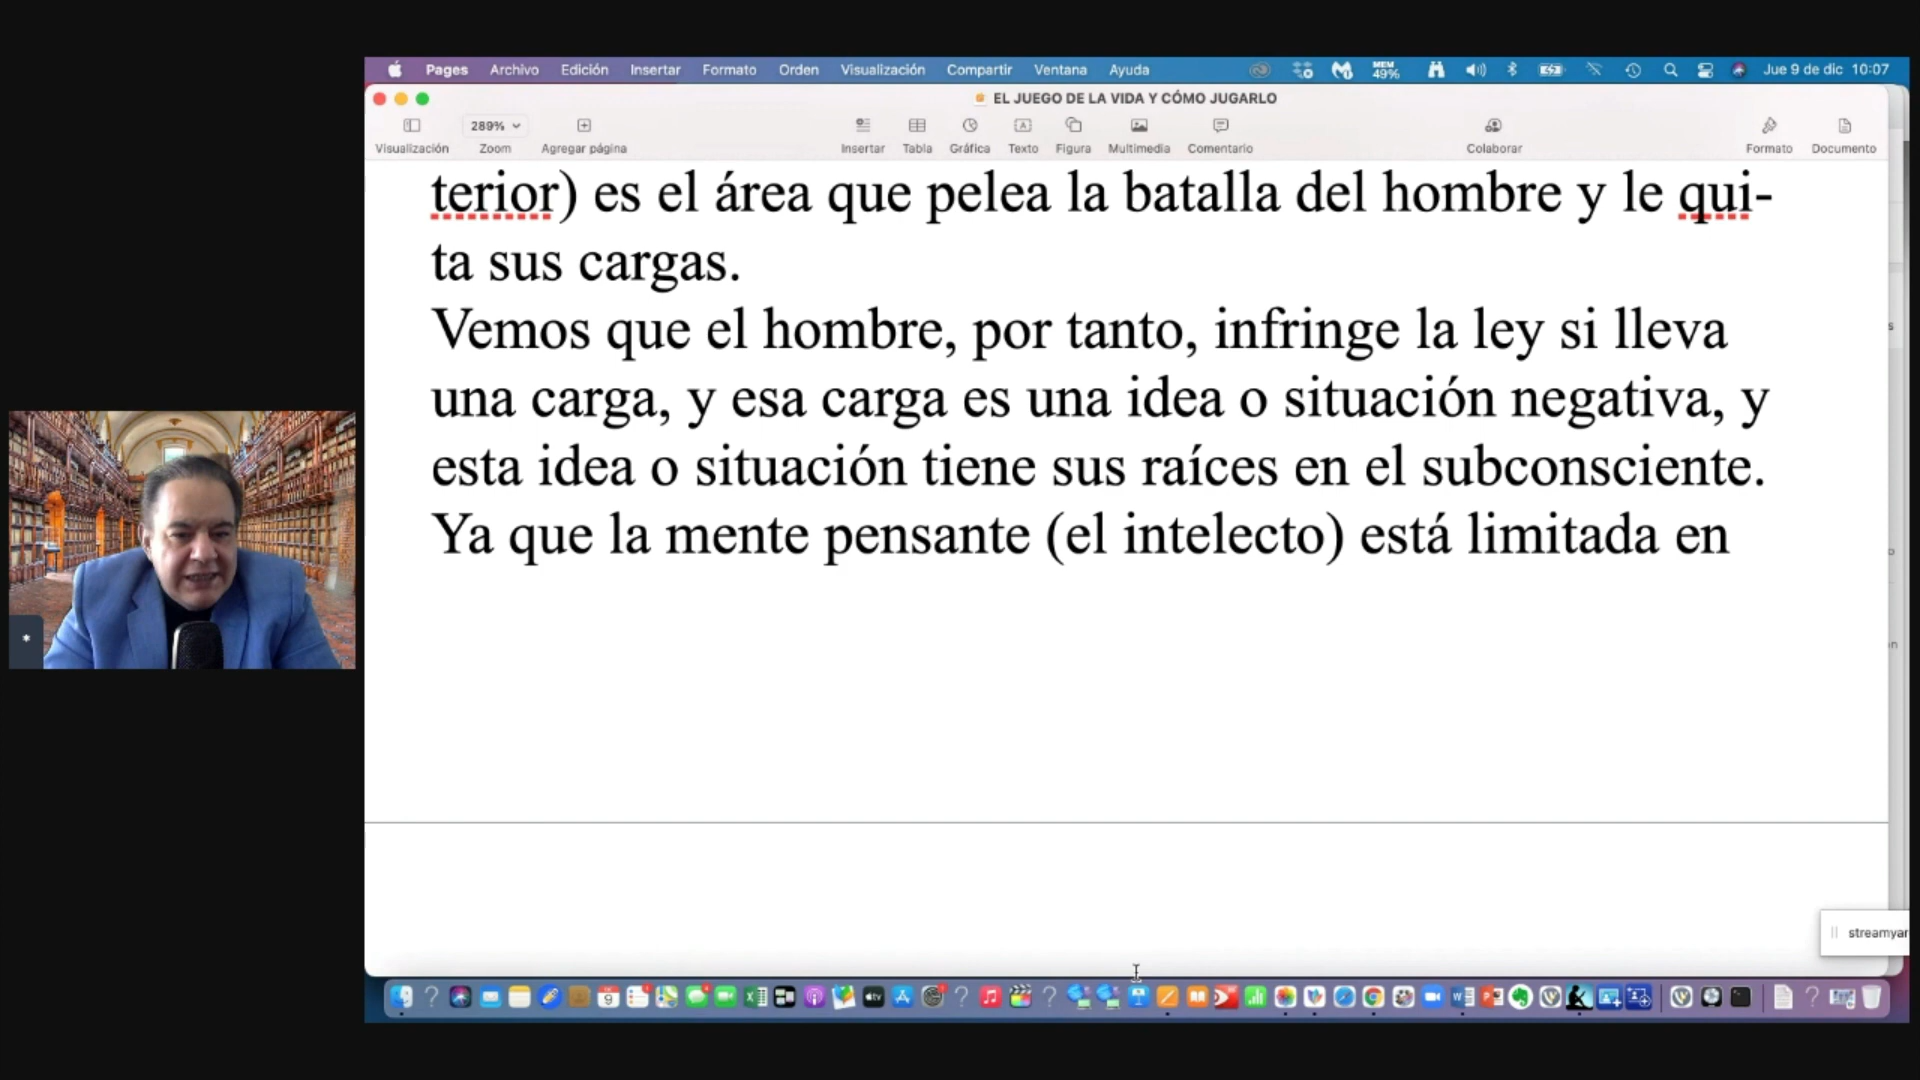 Pages Archivo Edición Insertar Formato Orden Visualización Compartir Ventana Ayuda MEM 49% Jue 9 de dic 10:07
EL JUEGO DE LA VIDA Y CÓMO JUGARLO
289%
Visualización Zoom Agregar página Insertar Tabla Gráfica Texto Figura Multimedia Comentario Colaborar Formato Documento
terior) es el área que pelea la batalla del hombre y le qui-
ta sus cargas.
Vemos que el hombre, por tanto, infringe la ley si lleva
una carga, y esa carga es una idea o situación negativa, y
esta idea o situación tiene sus raíces en el subconsciente.
Ya que la mente pensante (el intelecto) está limitada en
streamyar